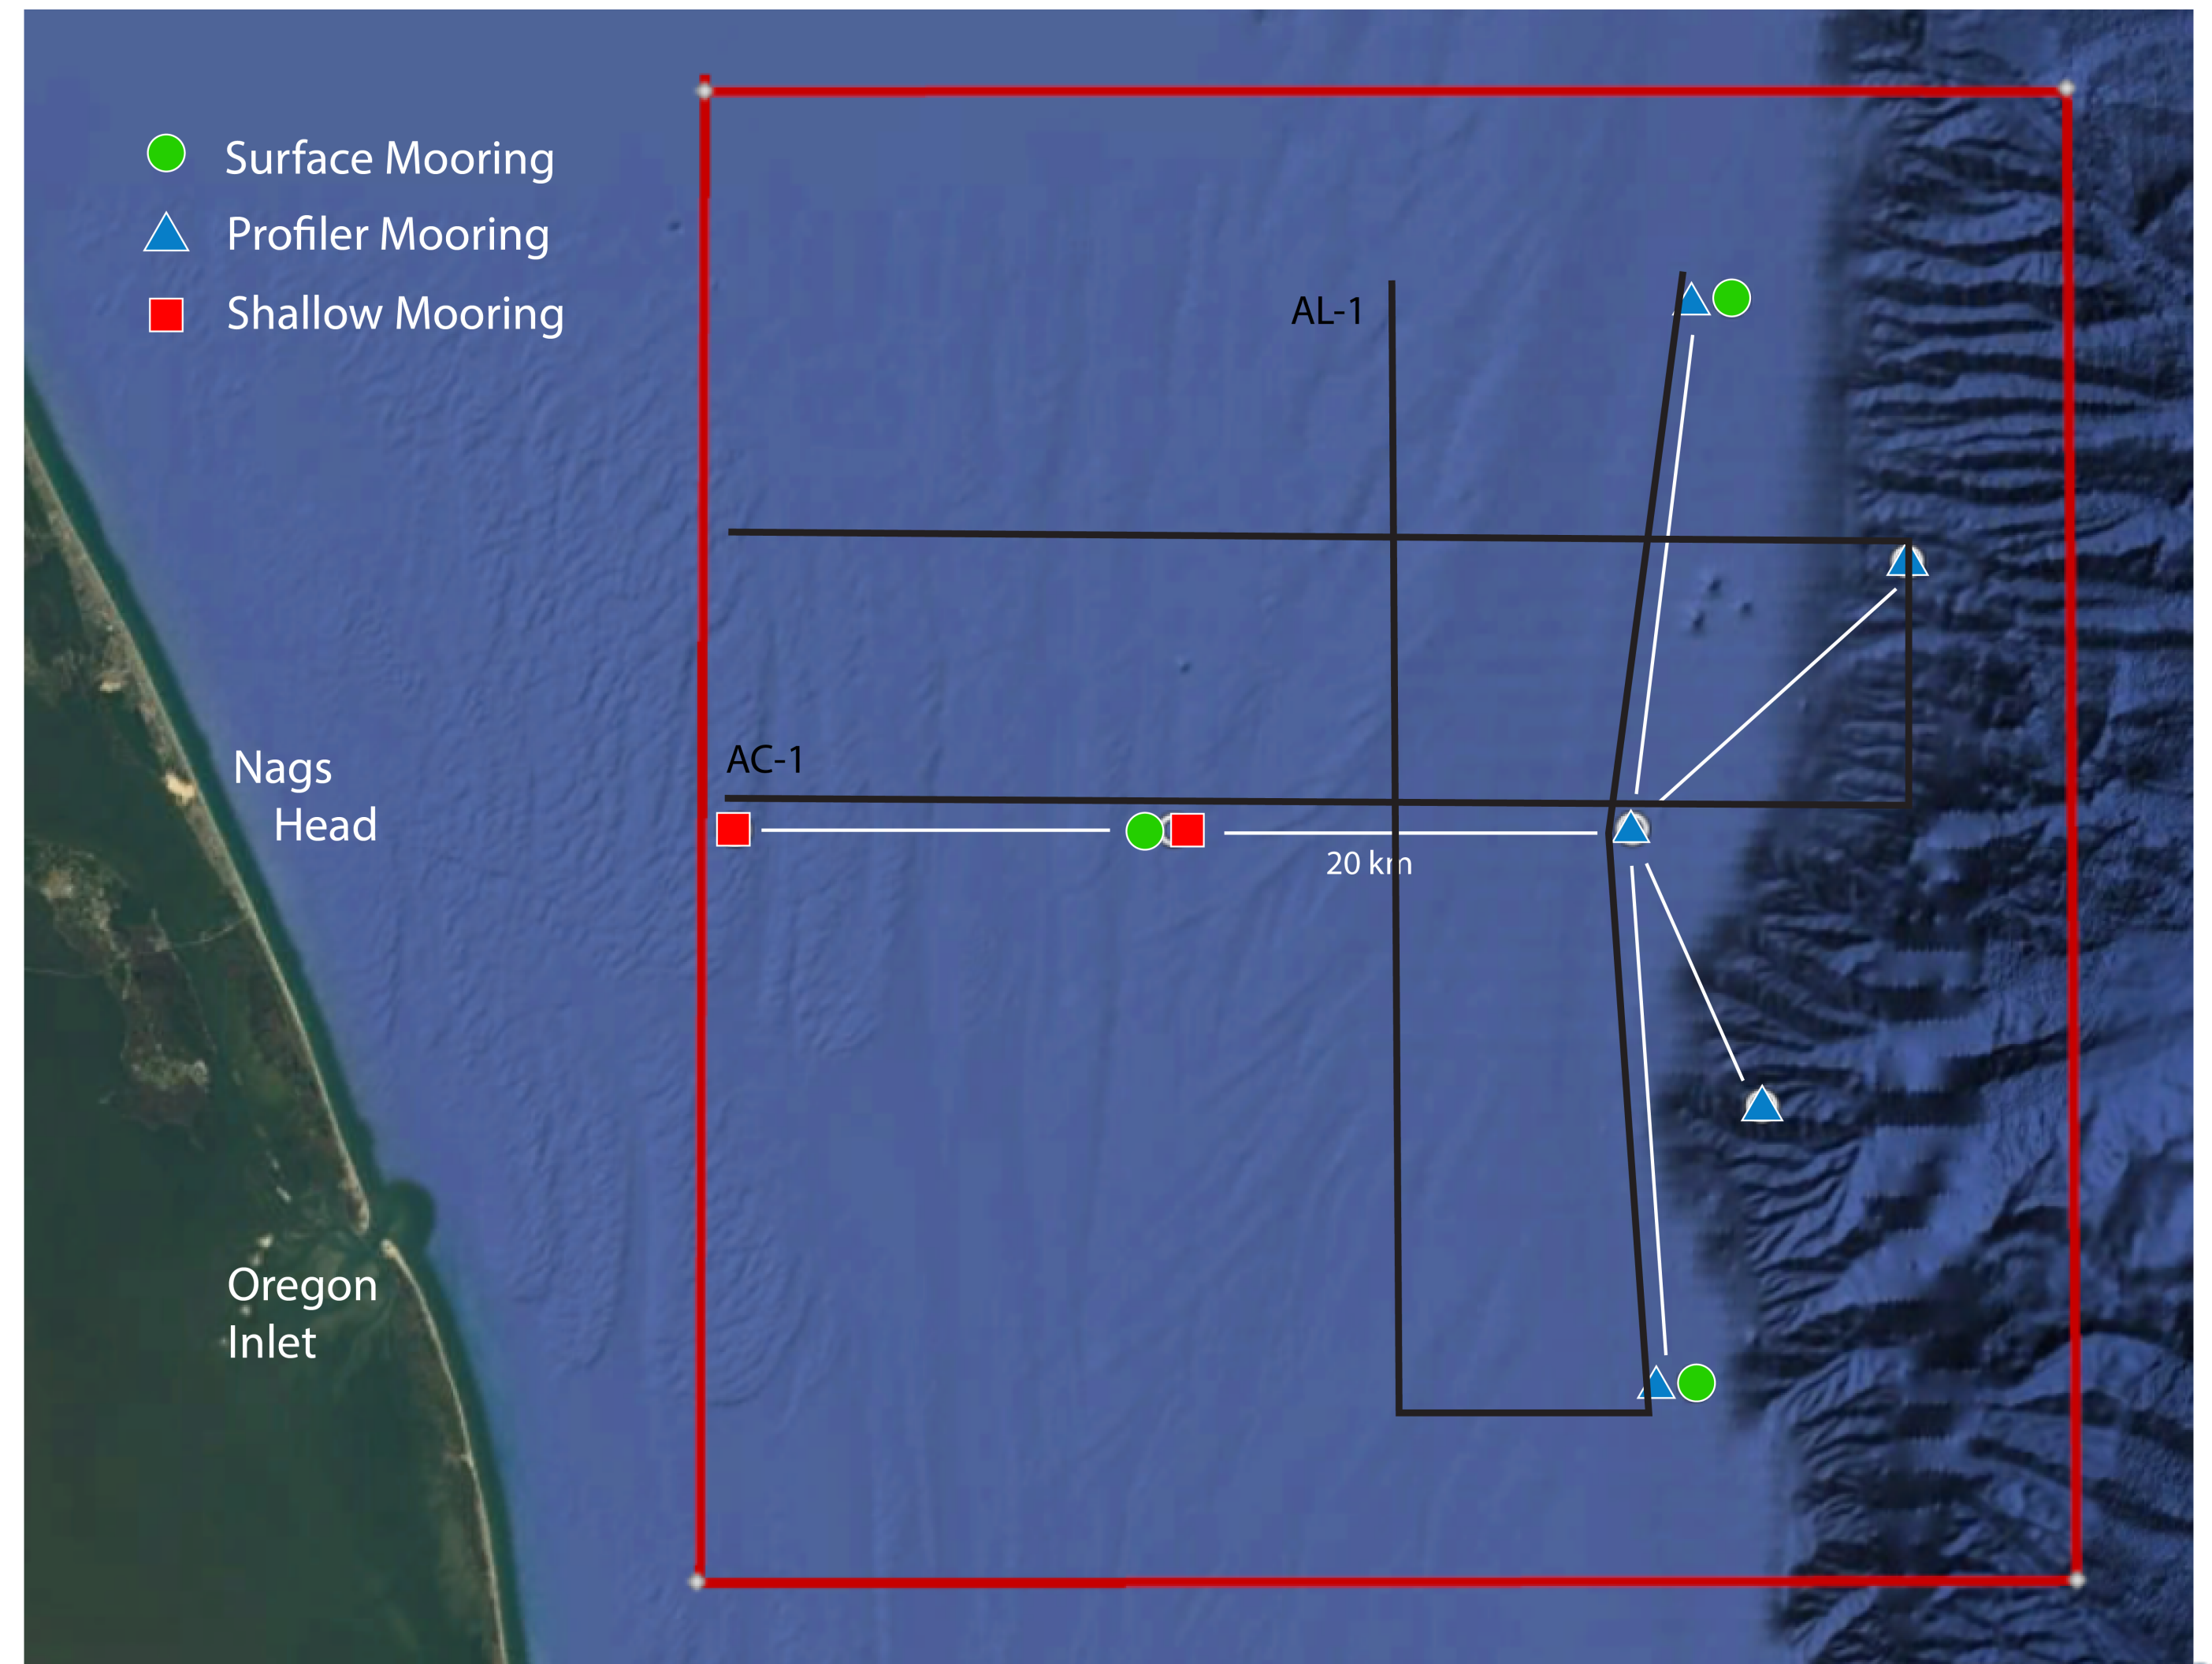 Surface Mooring
Profiler Mooring
Shallow Mooring
AL-1
Nags
Head
AC-1
20 km
Oregon
Inlet